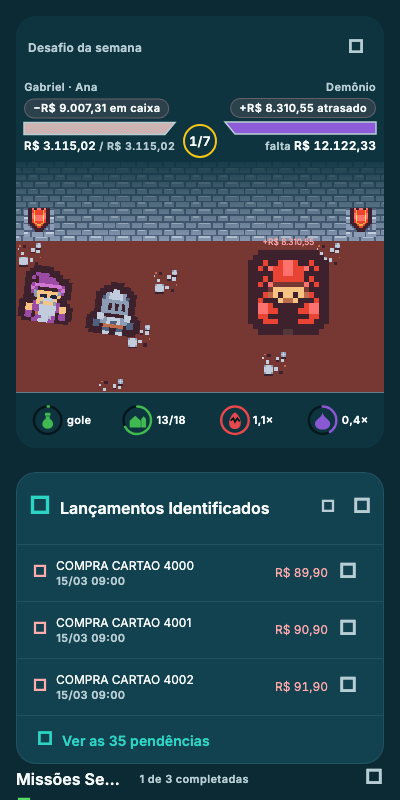 Desafio da semana
Gabriel · Ana
Demônio
−R$ 9.007,31 em caixa
+R$ 8.310,55 atrasado
R$ 3.115,02 / R$ 3.115,02
1/7
falta R$ 12.122,33
+R$ 8.310,55
gole
13/18
1,1×
0,4×
Lançamentos Identificados
COMPRA CARTAO 4000
15/03 09:00
R$ 89,90
COMPRA CARTAO 4001
15/03 09:00
R$ 90,90
COMPRA CARTAO 4002
15/03 09:00
R$ 91,90
Ver as 35 pendências
Missões Se...
1 de 3 completadas